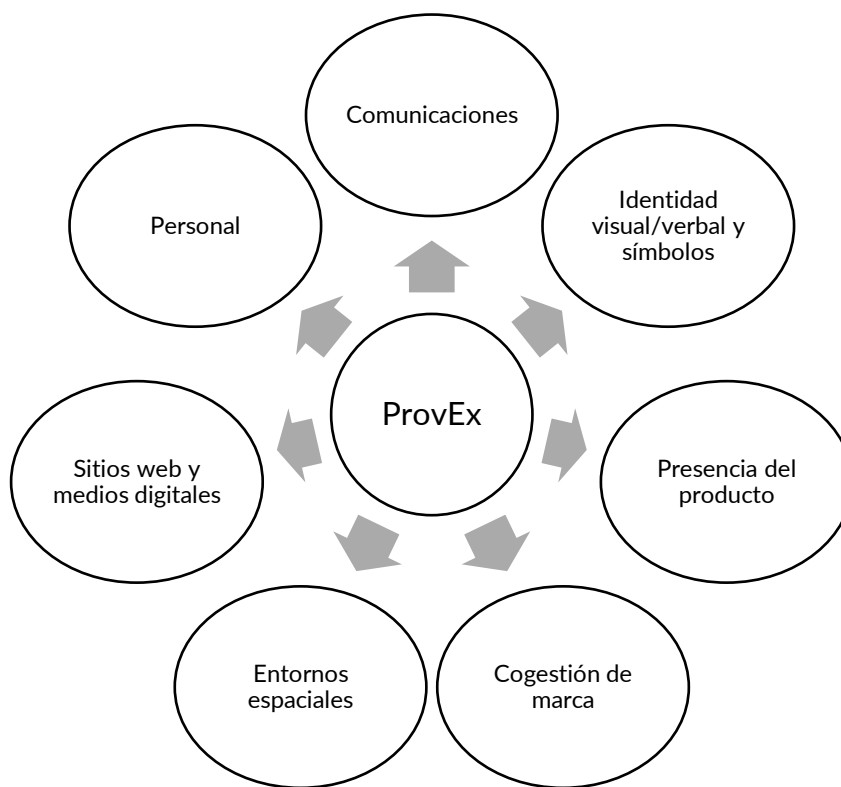 Comunicaciones
Identidad
visual/verbal y
símbolos
Personal
ProvEx
Sitios web y
medios digitales
Presencia del
producto
Entornos
espaciales
Cogestión de
marca